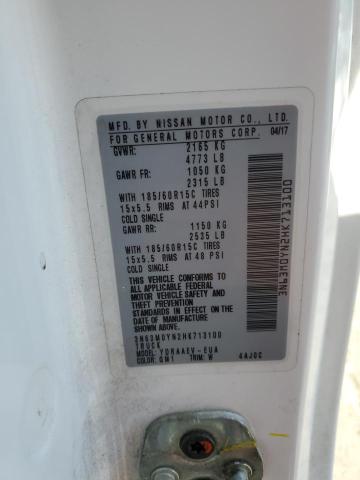 MFD. BY NISSAN MOTOR CO., LTD.
FOR GENERAL MOTORS CORP. 04/17
GVWR: 2165 KG
4773 LB
GAWR FR: 1050 KG
2315 LB
WITH 185/60R15C TIRES
15x5.5 RIMS AT 44PSI
COLD SINGLE
GAWR RR: 1150 KG
2535 LB
WITH 185/60R15C TIRES
15x5.5 RIMS AT 48 PSI
COLD SINGLE
THIS VEHICLE CONFORMS TO ALL
APPLICABLE U.S. FEDERAL
MOTOR VEHICLE SAFETY AND
THEFT PREVENTION STANDARDS
IN EFFECT ON THE DATE OF
MANUFACTURE SHOWN ABOVE
3N63M0YN2HK713100
TRUCK
MODEL: YDRAAEV-EUA
COLOR: QM1 TRIM: W 4AJ0C
3N63M0YN2HK713100